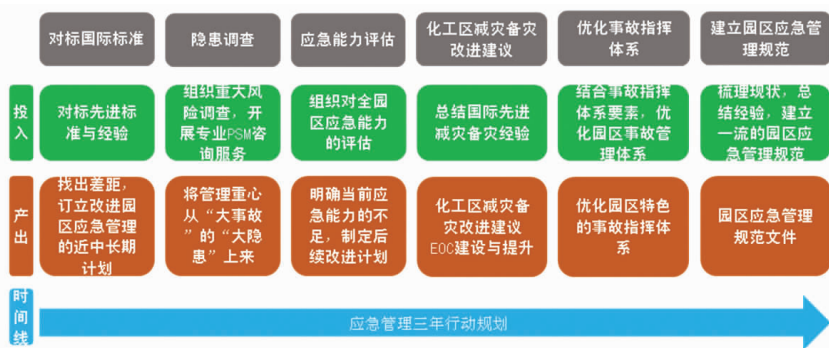 对标国际标准
隐患调查
应急能力评估
化工区减灾备灾
改进建议
优化事故指挥
体系
建立园区应急管
理规范
投入
对标先进标
准与经验
组织重大风
险调查，开
展专业PSM咨
询服务
组织对全园
区应急能力
的评估
总结国际先进
减灾备灾经验
结合事故指挥
体系要素，优
化园区事故管
理体系
梳理现状，总
结经验，建立
一流的园区应
急管理规范
产出
找出差距，
订立改进园
区应急管理
的近中长期
计划
将管理重心
从“大事故
”的“大隐
患”上来
明确当前应
急能力的不
足，制定后
续改进计划
化工区减灾备
灾改进建议
EOC建设与提升
优化园区特色
的事故指挥体
系
园区应急管理
规范文件
时间线
应急管理三年行动规划